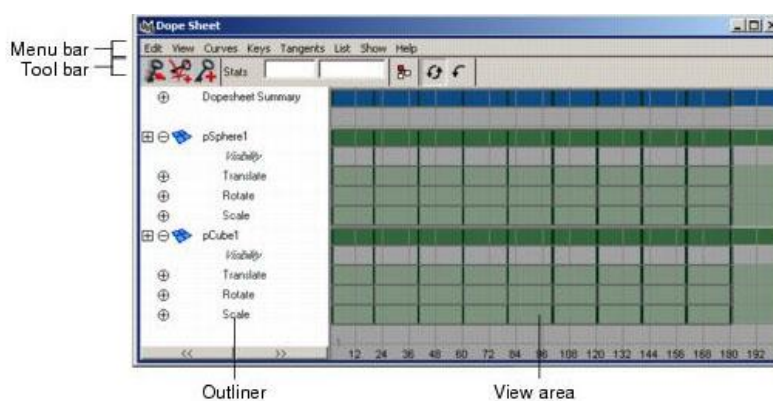 Dope Sheet
Menu bar
Edit View Curves Keys Tangents List Show Help
Tool bar
Stats
Dopesheet Summary
pSphere1
Visibility
Translate
Rotate
Scale
pCube1
Visibility
Translate
Rotate
Scale
<< >>
12 24 36 48 60 72 84 96 108 120 132 144 156 168 180 192
Outliner
View area